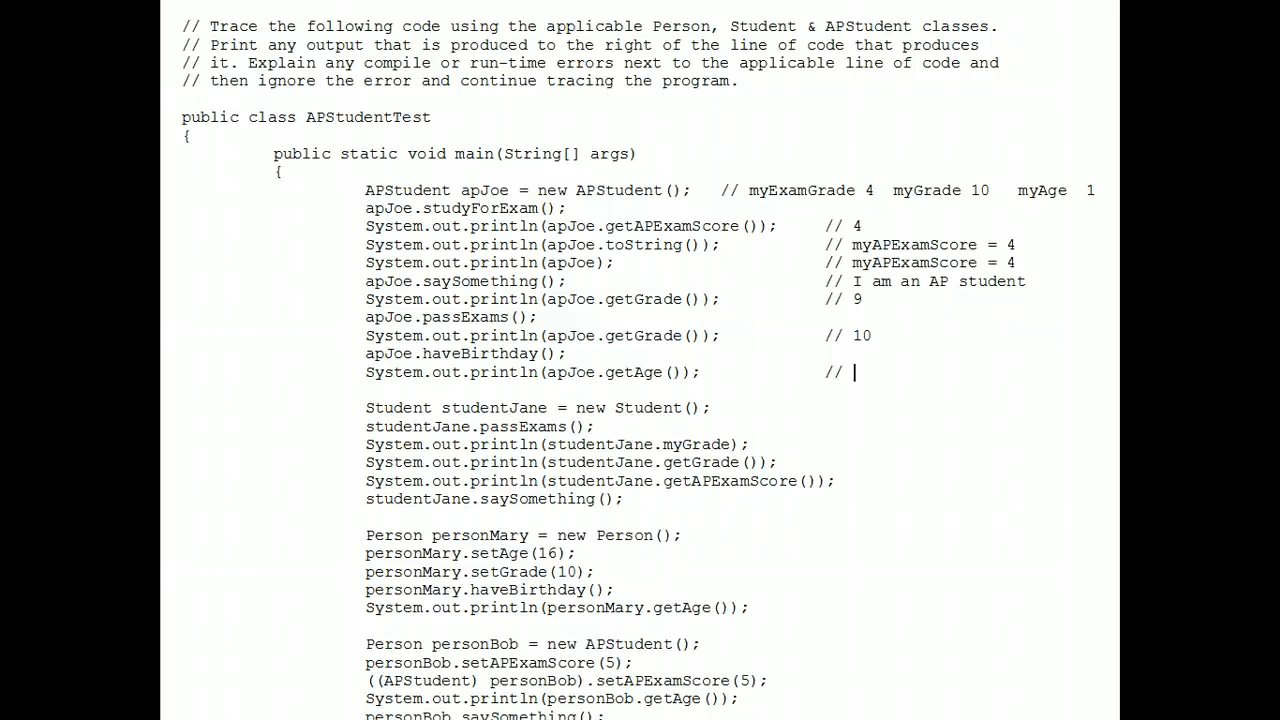 // Trace the following code using the applicable Person, Student & APStudent classes.
// Print any output that is produced to the right of the line of code that produces
// it. Explain any compile or run-time errors next to the applicable line of code and
// then ignore the error and continue tracing the program.
public class APStudentTest
{
public static void main(String[] args)
{
APStudent apJoe = new APStudent(); // myExamGrade 4 myGrade 10 myAge 1
apJoe.studyForExam();
System.out.println(apJoe.getAPExamScore()); // 4
System.out.println(apJoe.toString()); // myAPExamScore = 4
System.out.println(apJoe); // myAPExamScore = 4
apJoe.saySomething(); // I am an AP student
System.out.println(apJoe.getGrade()); // 9
apJoe.passExams();
System.out.println(apJoe.getGrade()); // 10
apJoe.haveBirthday();
System.out.println(apJoe.getAge()); //
Student studentJane = new Student();
studentJane.passExams();
System.out.println(studentJane.myGrade);
System.out.println(studentJane.getGrade());
System.out.println(studentJane.getAPExamScore());
studentJane.saySomething();
Person personMary = new Person();
personMary.setAge(16);
personMary.setGrade(10);
personMary.haveBirthday();
System.out.println(personMary.getAge());
Person personBob = new APStudent();
personBob.setAPExamScore(5);
((APStudent) personBob).setAPExamScore(5);
System.out.println(personBob.getAge());
personBob.saySomething();